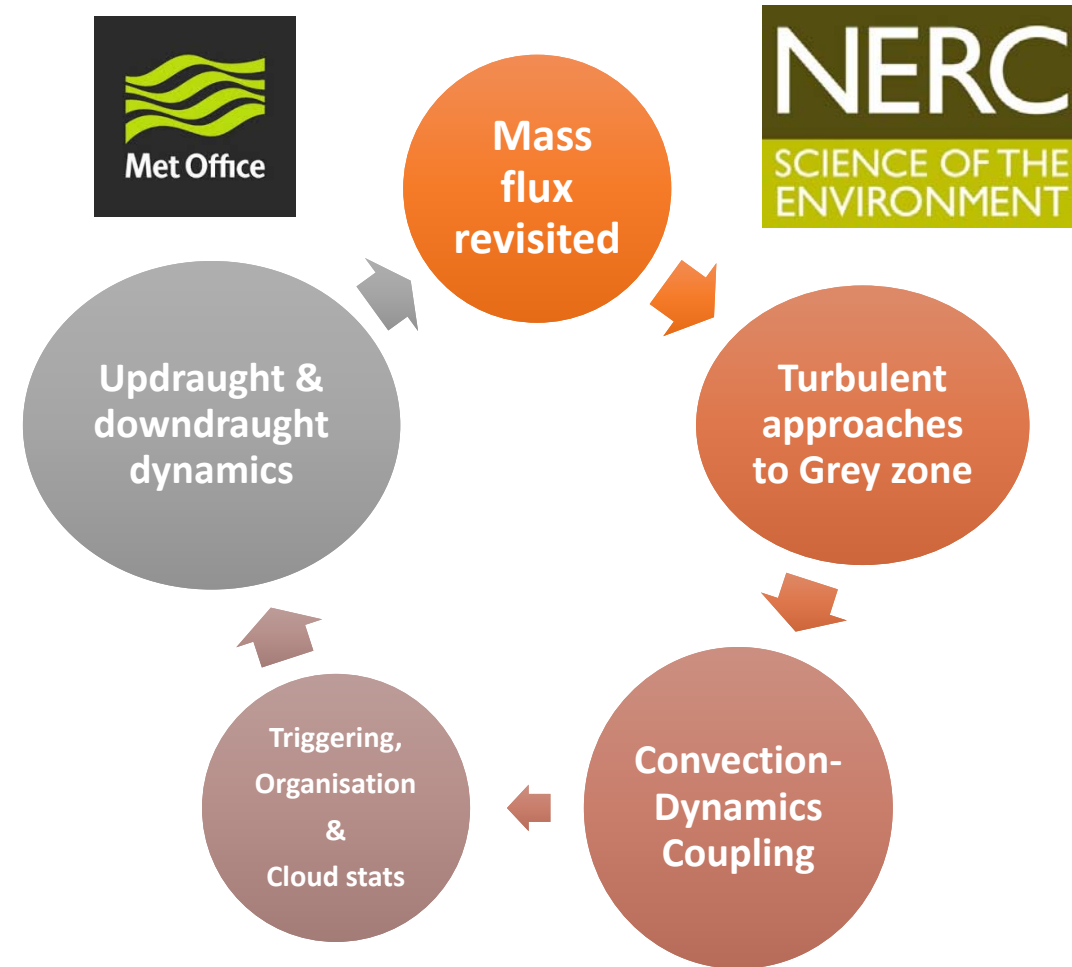 Met Office
NERC
SCIENCE OF THE
ENVIRONMENT
Mass
flux
revisited
Turbulent
approaches
to Grey zone
Convection-
Dynamics
Coupling
Triggering,
Organisation
&
Cloud stats
Updraught &
downdraught
dynamics